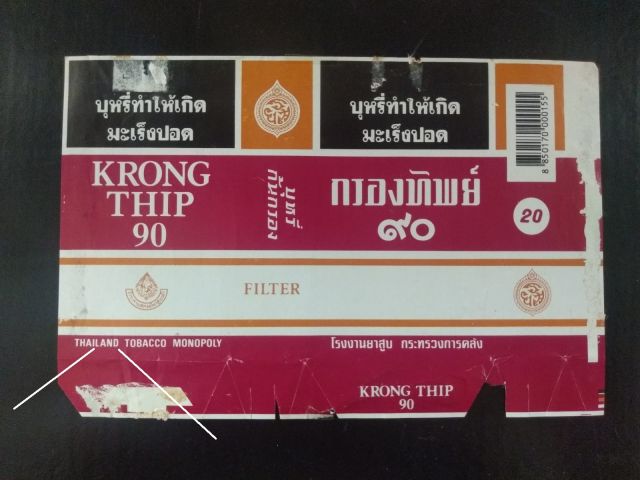 บุหรี่ทำให้เกิด
มะเร็งปอด
บุหรี่ทำให้เกิด
มะเร็งปอด
8 850170 000155
KRONG
THIP
90
บุหรี่
ก้นกรอง
กรองทิพย์
๙๐
20
FILTER
THAILAND TOBACCO MONOPOLY
โรงงานยาสูบ กระทรวงการคลัง
KRONG THIP
90